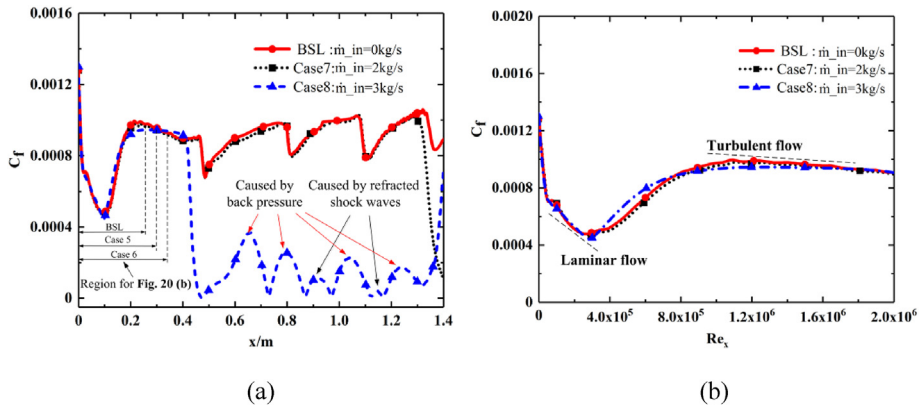 (a)
0.0016
0.0012
0.0008
0.0004
0
C_f
BSL :ṁ_in=0kg/s
Case7:ṁ_in=2kg/s
Case8:ṁ_in=3kg/s
Caused by
back pressure
Caused by refracted
shock waves
BSL
Case 5
Case 6
Region for Fig. 20 (b)
0 0.2 0.4 0.6 0.8 1.0 1.2 1.4
x/m
(a)
(b)
0.0020
0.0016
0.0012
0.0008
0.0004
0
C_f
BSL :ṁ_in=0kg/s
Case7:ṁ_in=2kg/s
Case8:ṁ_in=3kg/s
Turbulent flow
Laminar flow
0 4.0x10⁵ 8.0x10⁵ 1.2x10⁶ 1.6x10⁶ 2.0x10⁶
Re_x
(b)